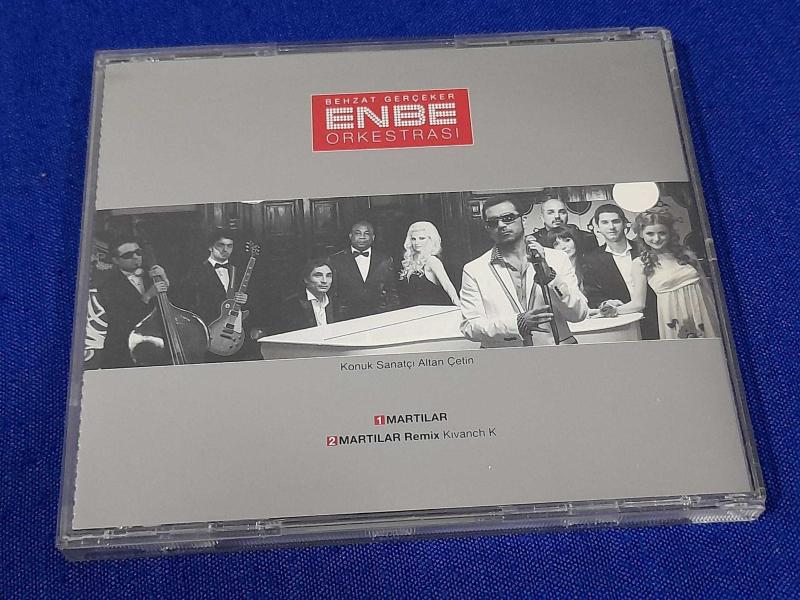 BEHZAT GERÇEKER
ENBE
ORKESTRASI
Konuk Sanatçı Altan Çetin
1 MARTILAR
2 MARTILAR Remix Kıvanch K